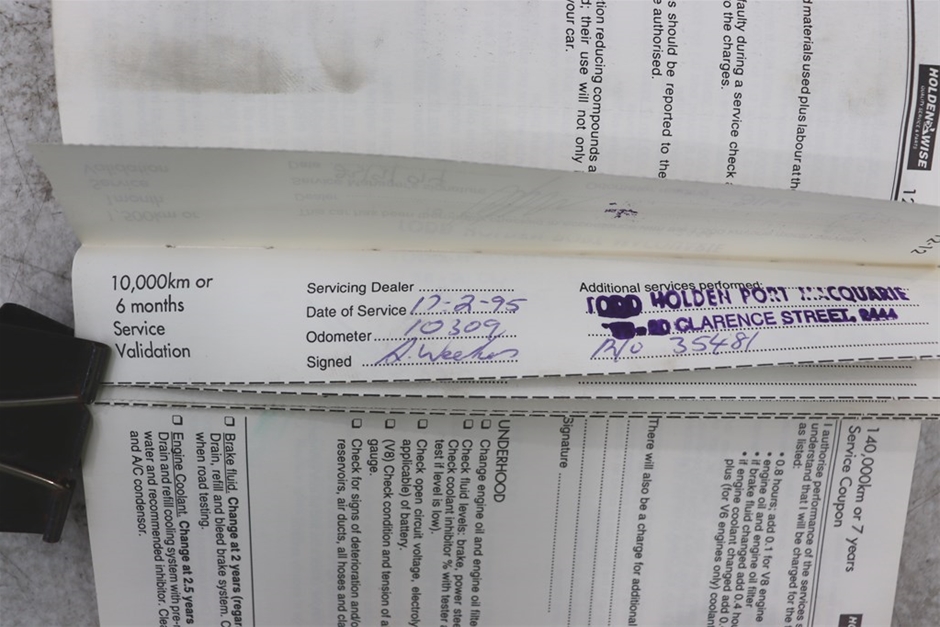 d materials used plus labour at th
aulty during a service check
o the charges.
s should be reported to the
e authorised.
tion reducing compounds a
d; their use will not only
your car.
HOLDEN WISE
QUALITY SERVICE & PARTS
10,000km or
6 months
Service
Validation
Servicing Dealer
Date of Service 17-2-95
Odometer 10309
Signed
Additional services performed:
TODD HOLDEN PORT MACQUARIE
CLARENCE STREET, 2444
R/O 35481
140,000km or 7 years
Service Coupon
I authorise performance of the services
understand that I will be charged for the
as listed:
• 0.8 hours; add 0.1 for V8 engine
• engine oil and engine oil filter
• if brake fluid changed add 0.4 ho
• if engine coolant changed add 0.
plus (for V6 engines only) coolan
There will also be a charge for additional
Signature
UNDERHOOD
❑ Change engine oil and engine oil filte
❑ Check fluid levels: brake, power stee
Check coolant inhibitor % with tester
test if level is low).
❑ Check open circuit voltage, electroly
applicable) of battery.
❑ (V8) Check condition and tension of a
gauge.
❑ Check for signs of deterioration and/o
reservoirs, air ducts, all hoses and cla
❑ Brake fluid. Change at 2 years (regar
Drain, refill and bleed brake system. C
when road testing.
❑ Engine Coolant. Change at 2.5 years
Drain and refill cooling system with pre-
water and recommended inhibitor. Clea
and A/C condensor.